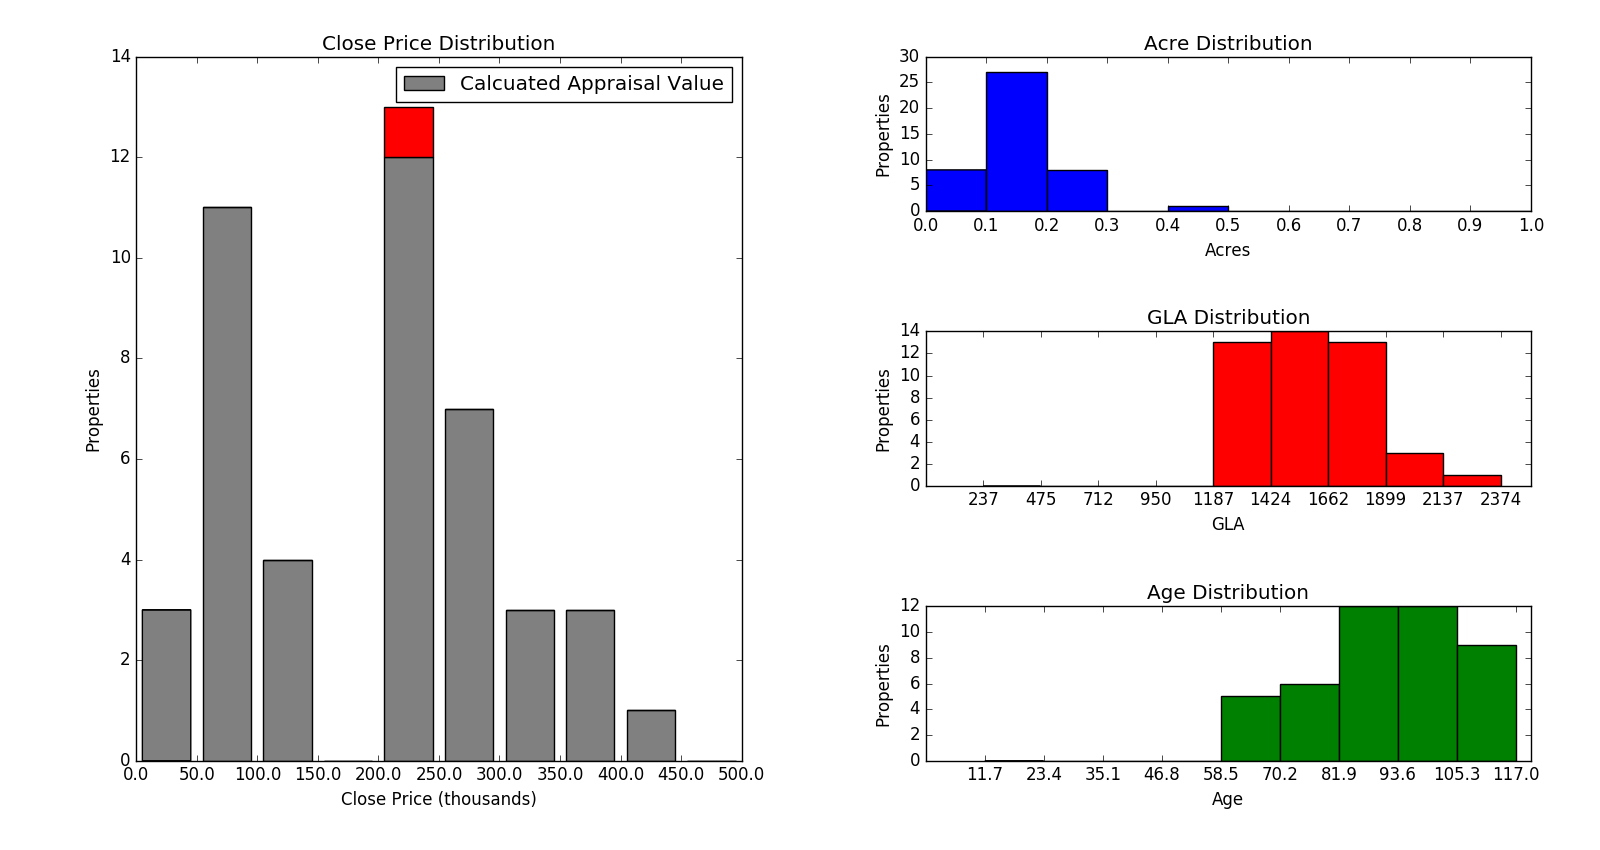 Close Price Distribution
Calcuated Appraisal Value
14
12
10
8
6
4
2
0
Properties
0.0 50.0 100.0 150.0 200.0 250.0 300.0 350.0 400.0 450.0 500.0
Close Price (thousands)
Acre Distribution
30
25
20
15
10
5
0
Properties
0.0 0.1 0.2 0.3 0.4 0.5 0.6 0.7 0.8 0.9 1.0
Acres
GLA Distribution
14
12
10
8
6
4
2
0
Properties
237 475 712 950 1187 1424 1662 1899 2137 2374
GLA
Age Distribution
12
10
8
6
4
2
0
Properties
11.7 23.4 35.1 46.8 58.5 70.2 81.9 93.6 105.3 117.0
Age